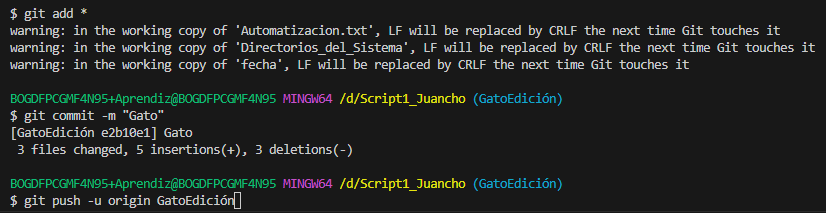 $ git add *
warning: in the working copy of 'Automatizacion.txt', LF will be replaced by CRLF the next time Git touches it
warning: in the working copy of 'Directorios_del_Sistema', LF will be replaced by CRLF the next time Git touches it
warning: in the working copy of 'fecha', LF will be replaced by CRLF the next time Git touches it
BOGDFPCGMF4N95+Aprendiz@BOGDFPCGMF4N95 MINGW64 /d/Script1_Juancho (GatoEdición)
$ git commit -m "Gato"
[GatoEdición e2b10e1] Gato
3 files changed, 5 insertions(+), 3 deletions(-)
BOGDFPCGMF4N95+Aprendiz@BOGDFPCGMF4N95 MINGW64 /d/Script1_Juancho (GatoEdición)
$ git push -u origin GatoEdición